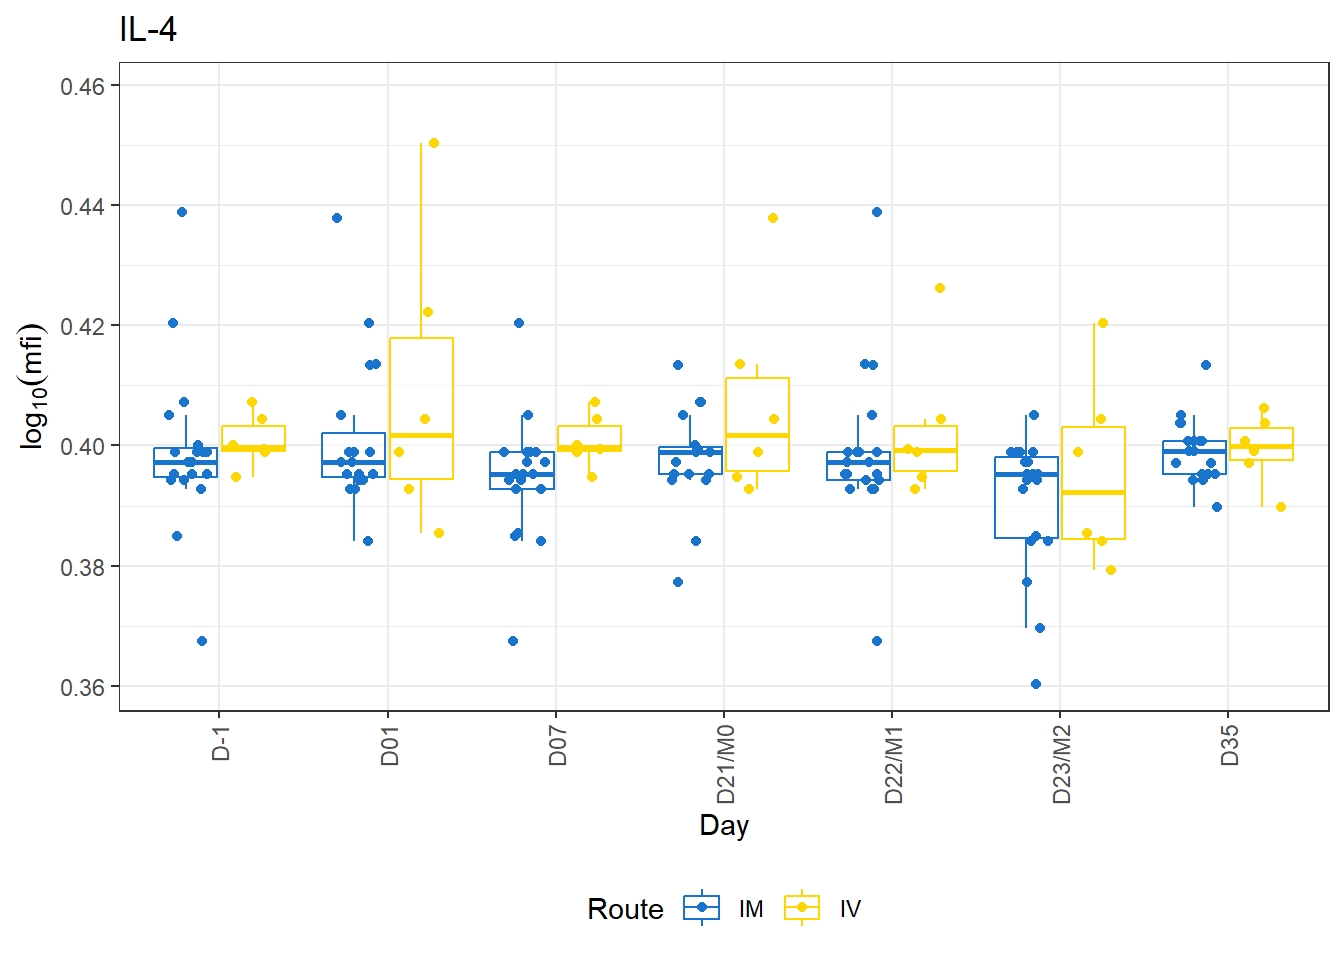 IL-4
0.46
0.44
0.42
0.40
0.38
0.36
log10(mfi)
D-1
D01
D07
D21/M0
D22/M1
D23/M2
D35
Day
Route IM IV